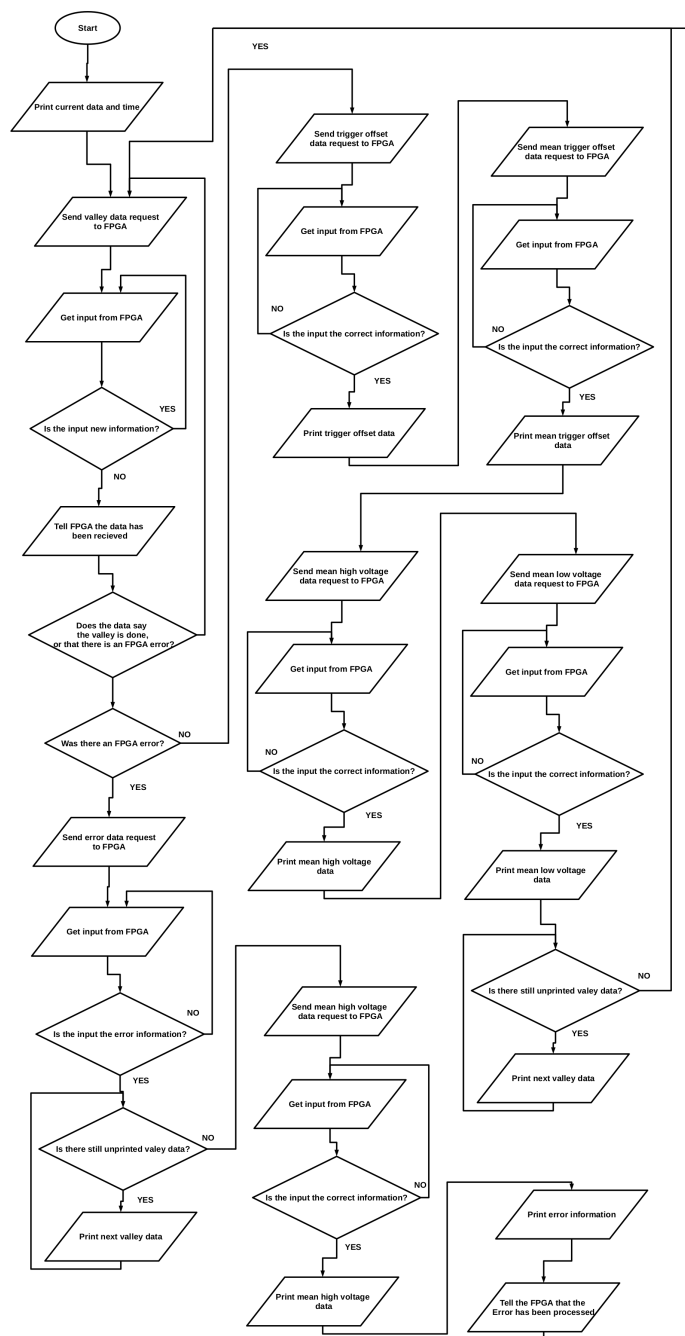 Start
Print current data and time
Send valley data request
to FPGA
Get input from FPGA
YES
Is the input new information?
NO
Tell FPGA the data has
been recieved
Does the data say
the valley is done,
or that there is an FPGA error?
Was there an FPGA error?
NO
YES
Send error data request
to FPGA
Get input from FPGA
Is the input the error information?
NO
YES
Is there still unprinted valey data?
NO
YES
Print next valley data
YES
Send trigger offset
data request to FPGA
Get input from FPGA
NO
Is the input the correct information?
YES
Print trigger offset data
Send mean trigger offset
data request to FPGA
Get input from FPGA
NO
Is the input the correct information?
YES
Print mean trigger offset
data
Send mean high voltage
data request to FPGA
Get input from FPGA
NO
Is the input the correct information?
YES
Print mean high voltage
data
Send mean low voltage
data request to FPGA
Get input from FPGA
NO
Is the input the correct information?
YES
Print mean low voltage
data
Is there still unprinted valey data?
NO
YES
Print next valley data
Send mean high voltage
data request to FPGA
Get input from FPGA
Is the input the correct information?
NO
YES
Print mean high voltage
data
Print error information
Tell the FPGA that the
Error has been processed